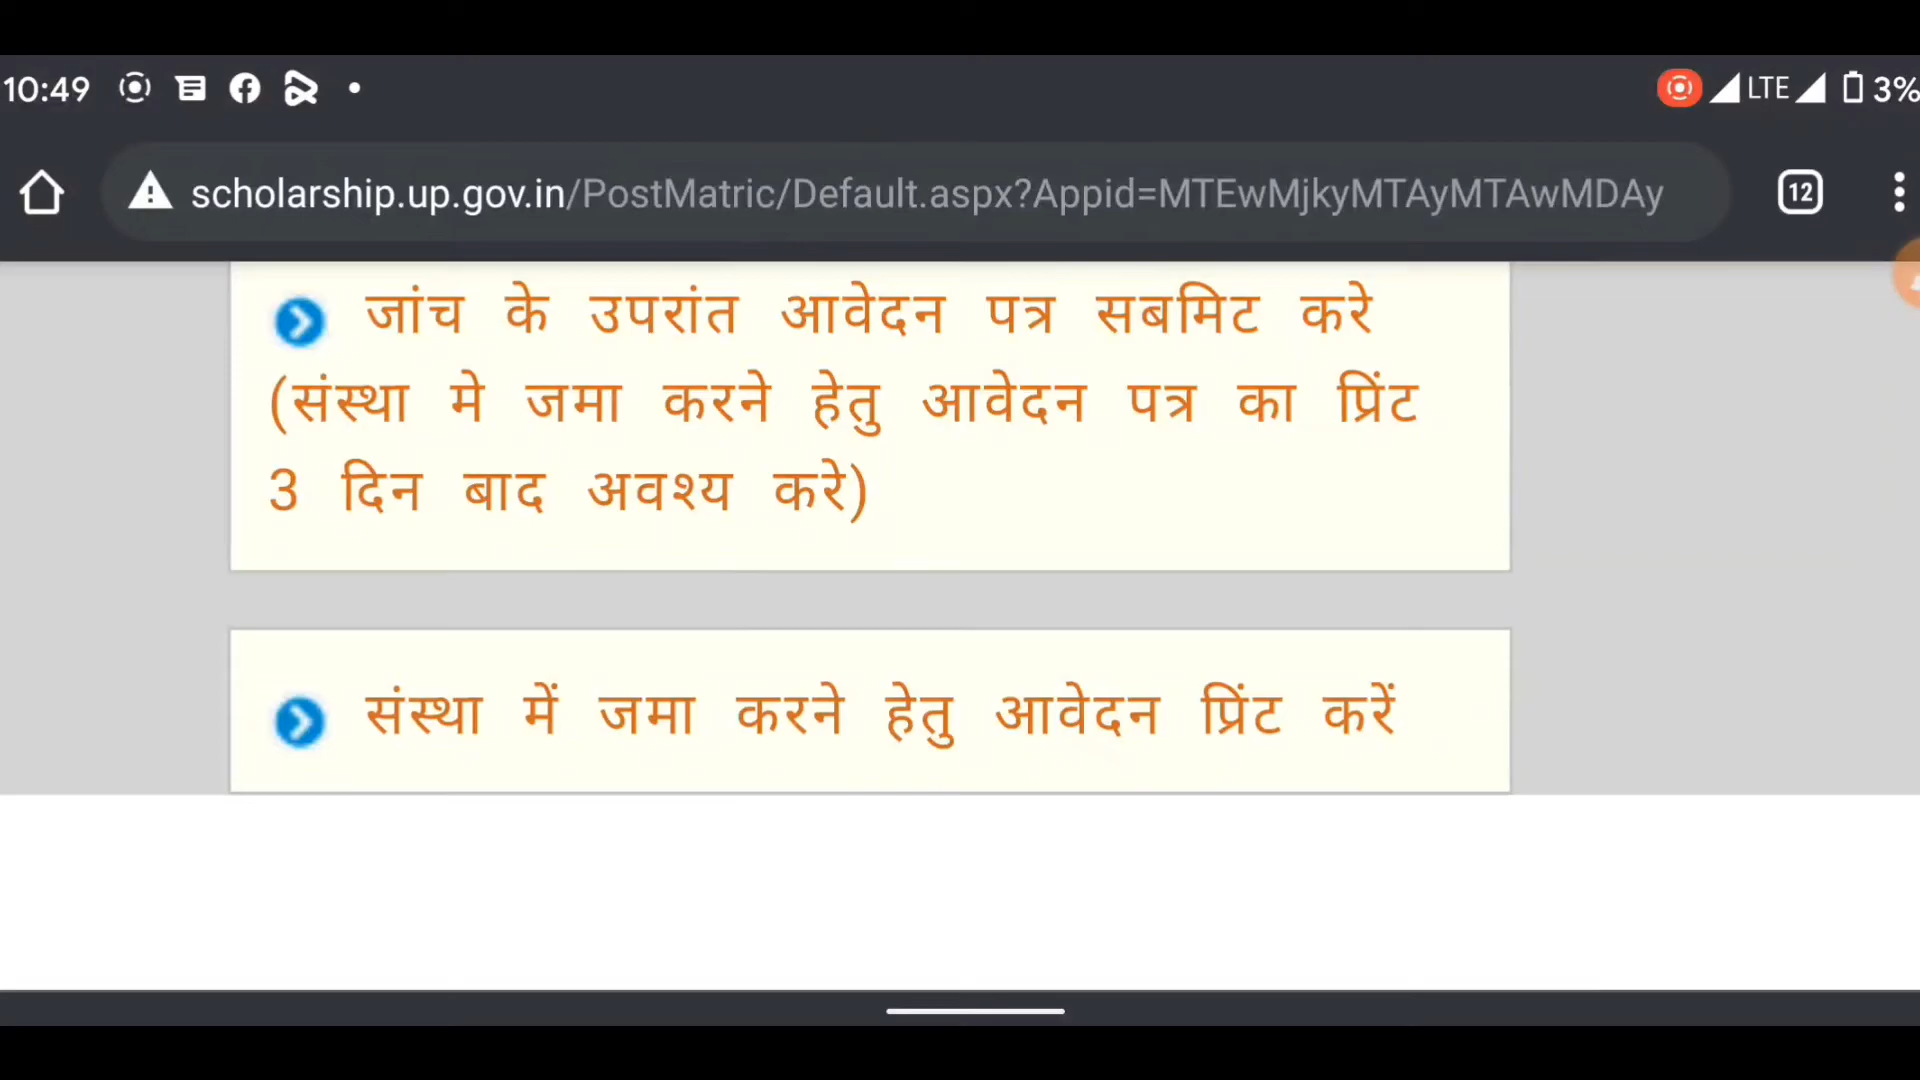 10:49 LTE 3%
scholarship.up.gov.in/PostMatric/Default.aspx?Appid=MTEwMjkyMTAyMTAwMDAy 12
जांच के उपरांत आवेदन पत्र सबमिट करे
(संस्था मे जमा करने हेतु आवेदन पत्र का प्रिंट
3 दिन बाद अवश्य करे)
संस्था में जमा करने हेतु आवेदन प्रिंट करें